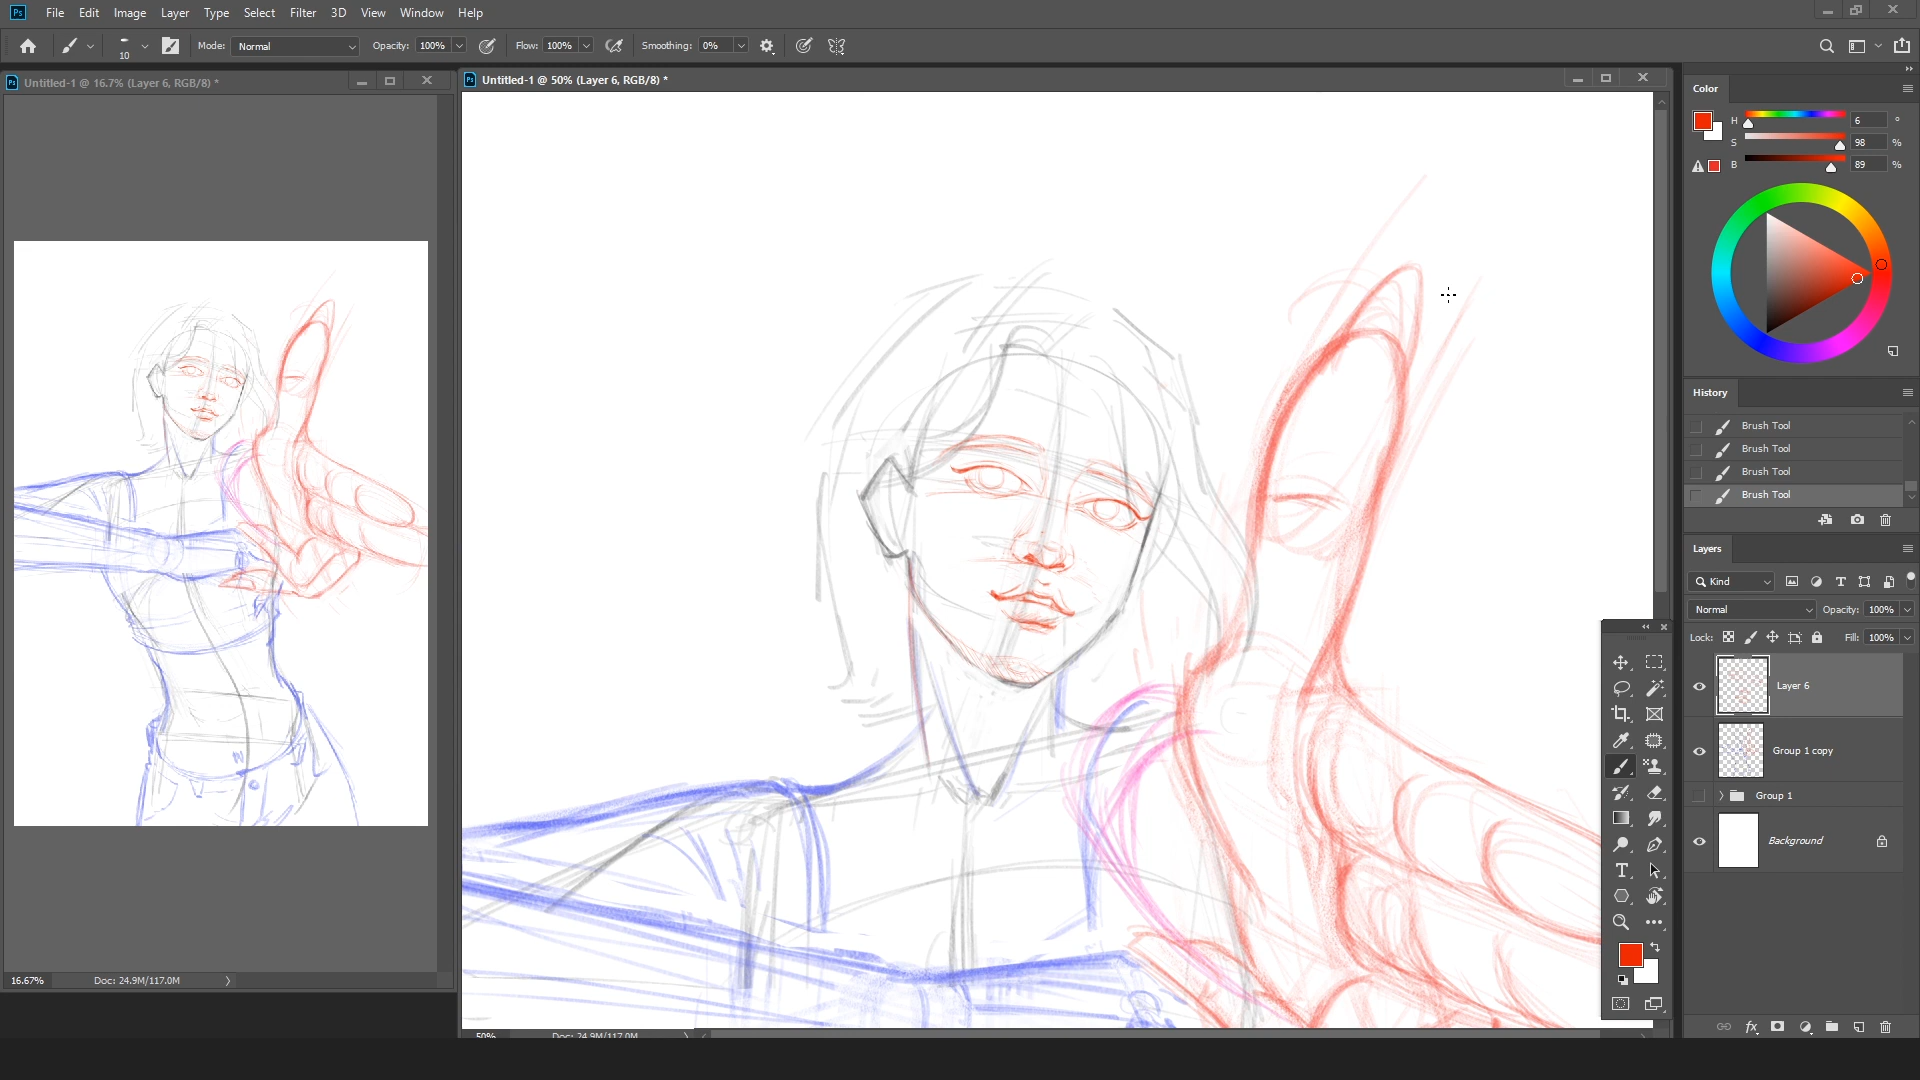 Ps File Edit Image Layer Type Select Filter 3D View Window Help
10 Mode: Normal Opacity: 100% Flow: 100% Smoothing: 0%
Ps Untitled-1 @ 16.7% (Layer 6, RGB/8) *
Ps Untitled-1 @ 50% (Layer 6, RGB/8) *
16.67% Doc: 24.9M/117.0M
50% Doc: 24.9M/117.0M
Color
H 6 °
S 98 %
B 89 %
History
Brush Tool
Brush Tool
Brush Tool
Brush Tool
Layers
Kind
Normal Opacity: 100%
Lock: Fill: 100%
Layer 6
Group 1 copy
Group 1
Background
fx